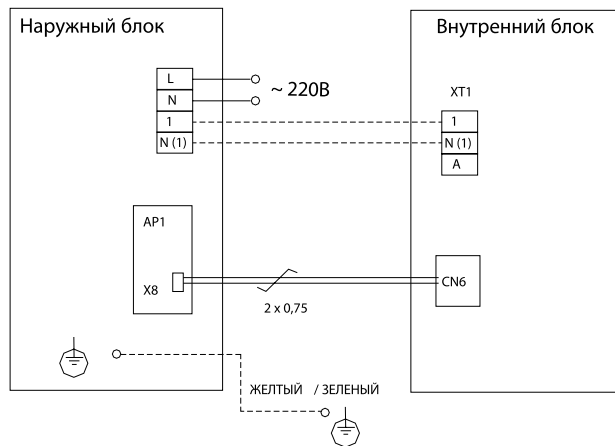 Наружный блок
Внутренний блок
L
N
1
N (1)
~ 220В
XT1
1
N (1)
A
AP1
X8
CN6
2 x 0,75
ЖЕЛТЫЙ / ЗЕЛЕНЫЙ